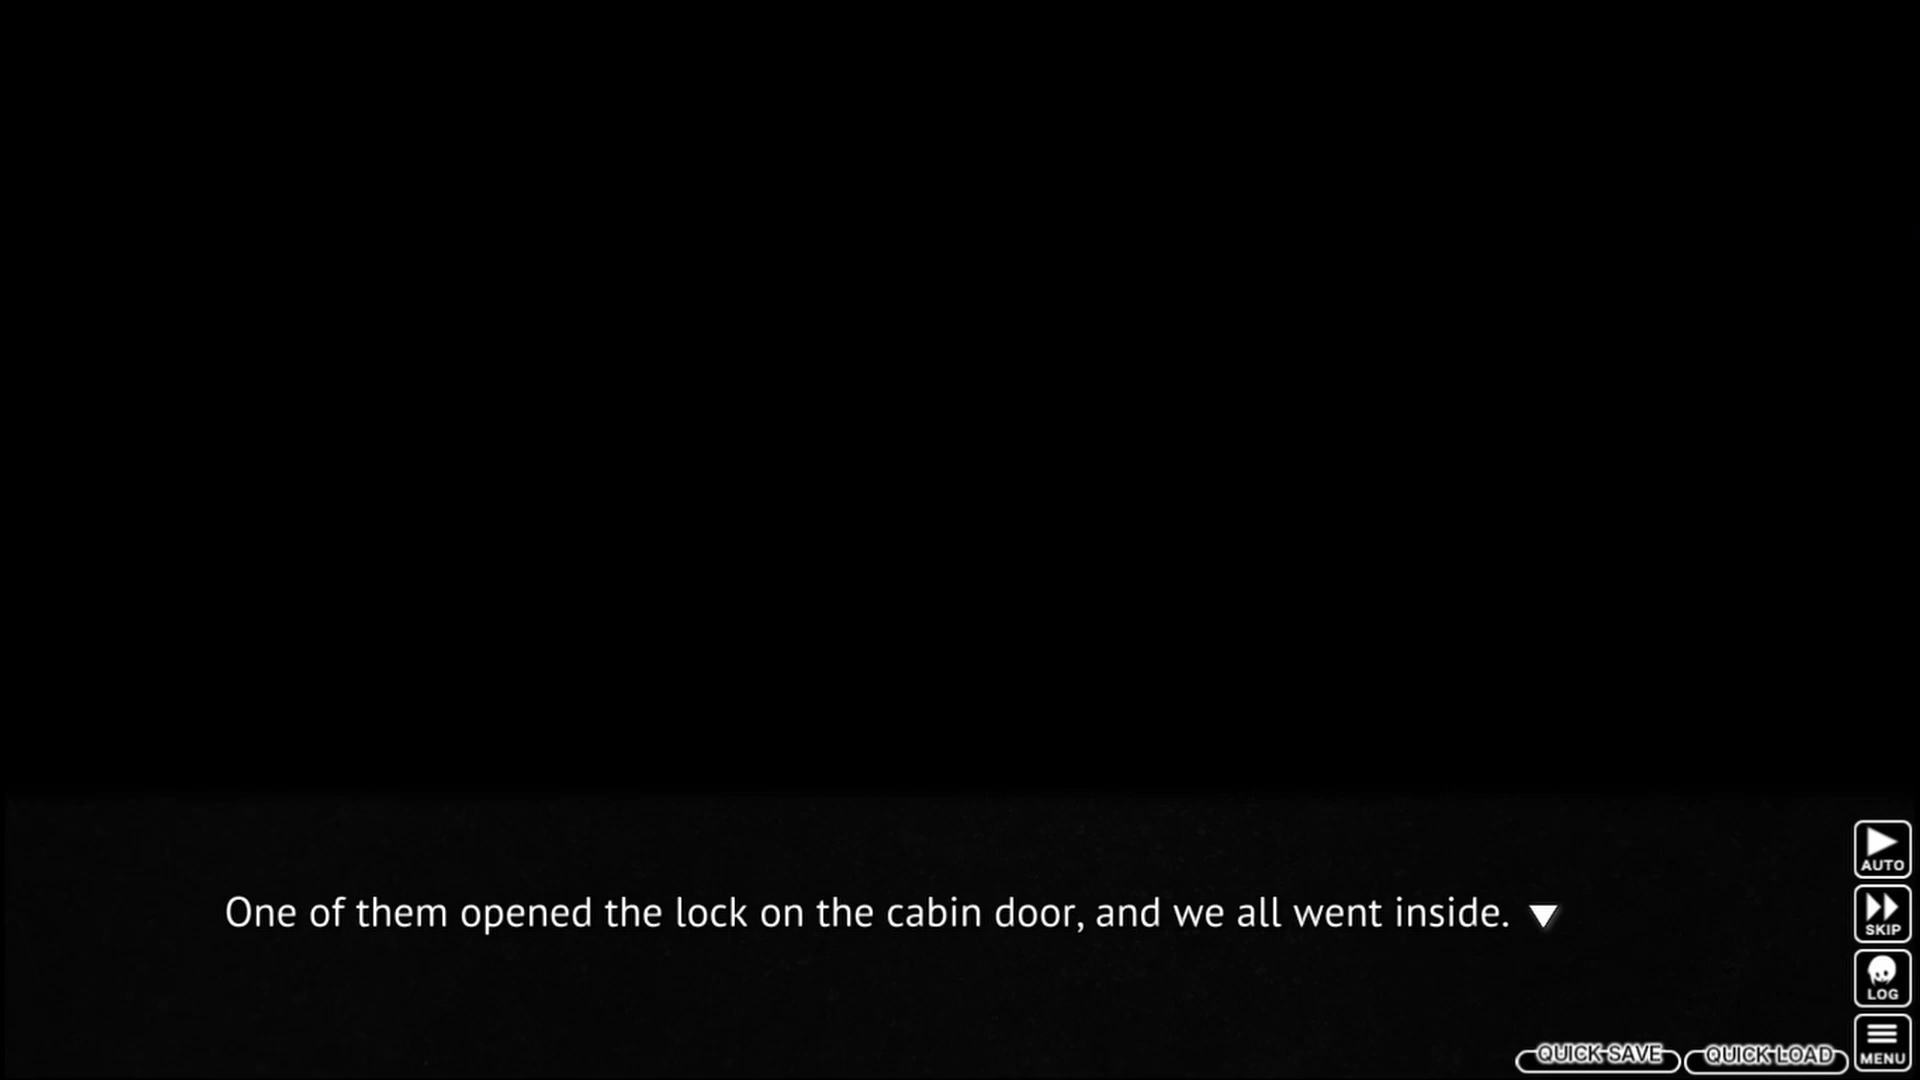 One of them opened the lock on the cabin door, and we all went inside.
AUTO
SKIP
LOG
MENU
QUICK SAVE
QUICK LOAD